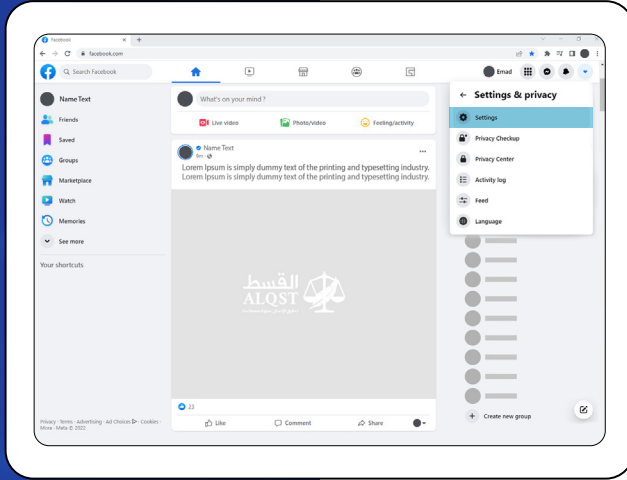 Facebook
facebook.com
Search Facebook
Emad
Name Text
Friends
Saved
Groups
Marketplace
Watch
Memories
See more
Your shortcuts
Privacy · Terms · Advertising · Ad Choices · Cookies ·
More · Meta © 2022
What's on your mind ?
Live video
Photo/video
Feeling/activity
Name Text
9m ·
Lorem Ipsum is simply dummy text of the printing and typesetting industry.
Lorem Ipsum is simply dummy text of the printing and typesetting industry.
القسط
ALQST
23
Like
Comment
Share
Settings & privacy
Settings
Privacy Checkup
Privacy Center
Activity log
Feed
Language
Create new group